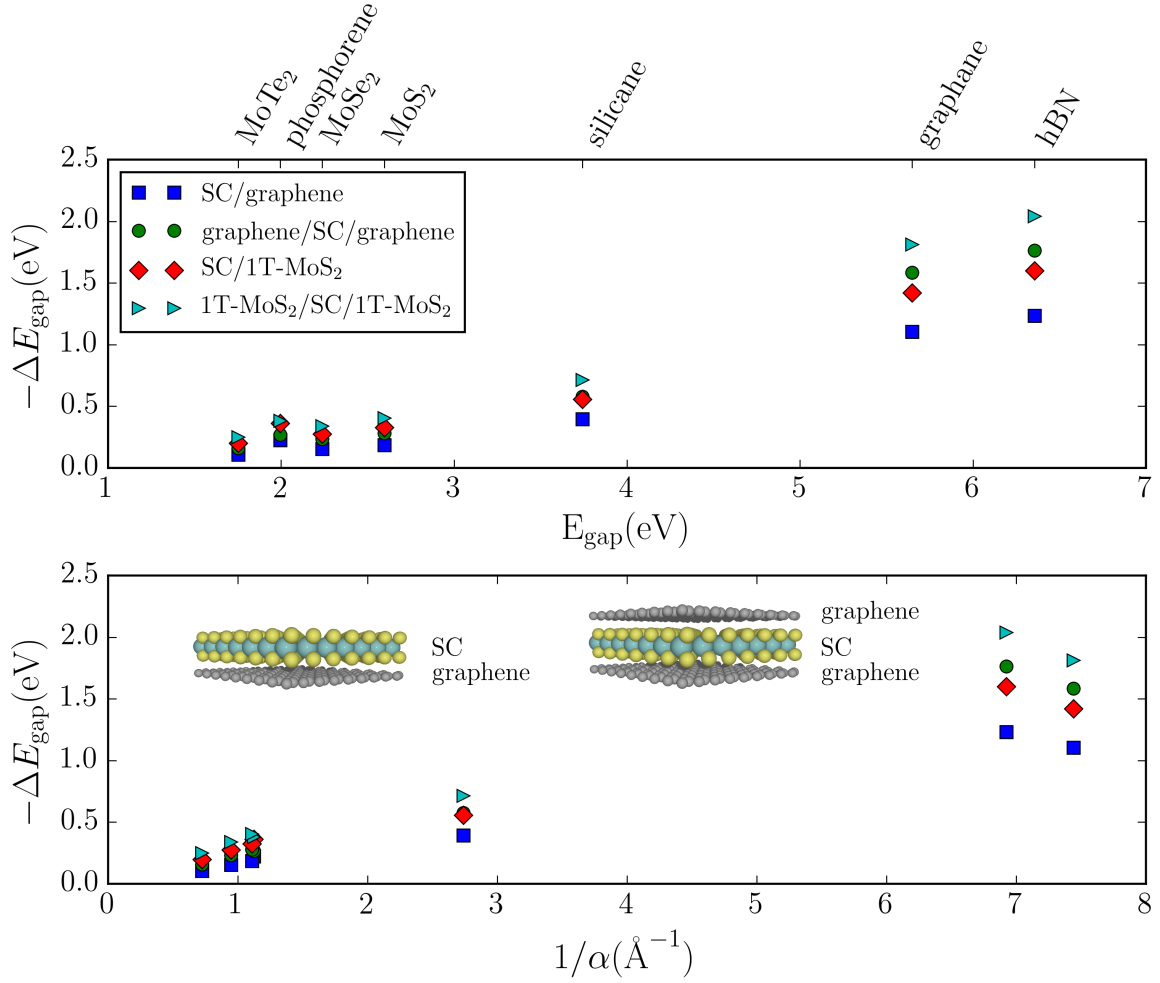 MoTe₂ phosphorene MoSe₂ MoS₂ silicane graphane hBN
2.5
2.0
1.5
1.0
0.5
0.0
−ΔE_gap(eV)
SC/graphene
graphene/SC/graphene
SC/1T-MoS₂
1T-MoS₂/SC/1T-MoS₂
1 2 3 4 5 6 7
E_gap(eV)
2.5
2.0
1.5
1.0
0.5
0.0
−ΔE_gap(eV)
SC
graphene
graphene
SC
graphene
0 1 2 3 4 5 6 7 8
1/α(Å⁻¹)